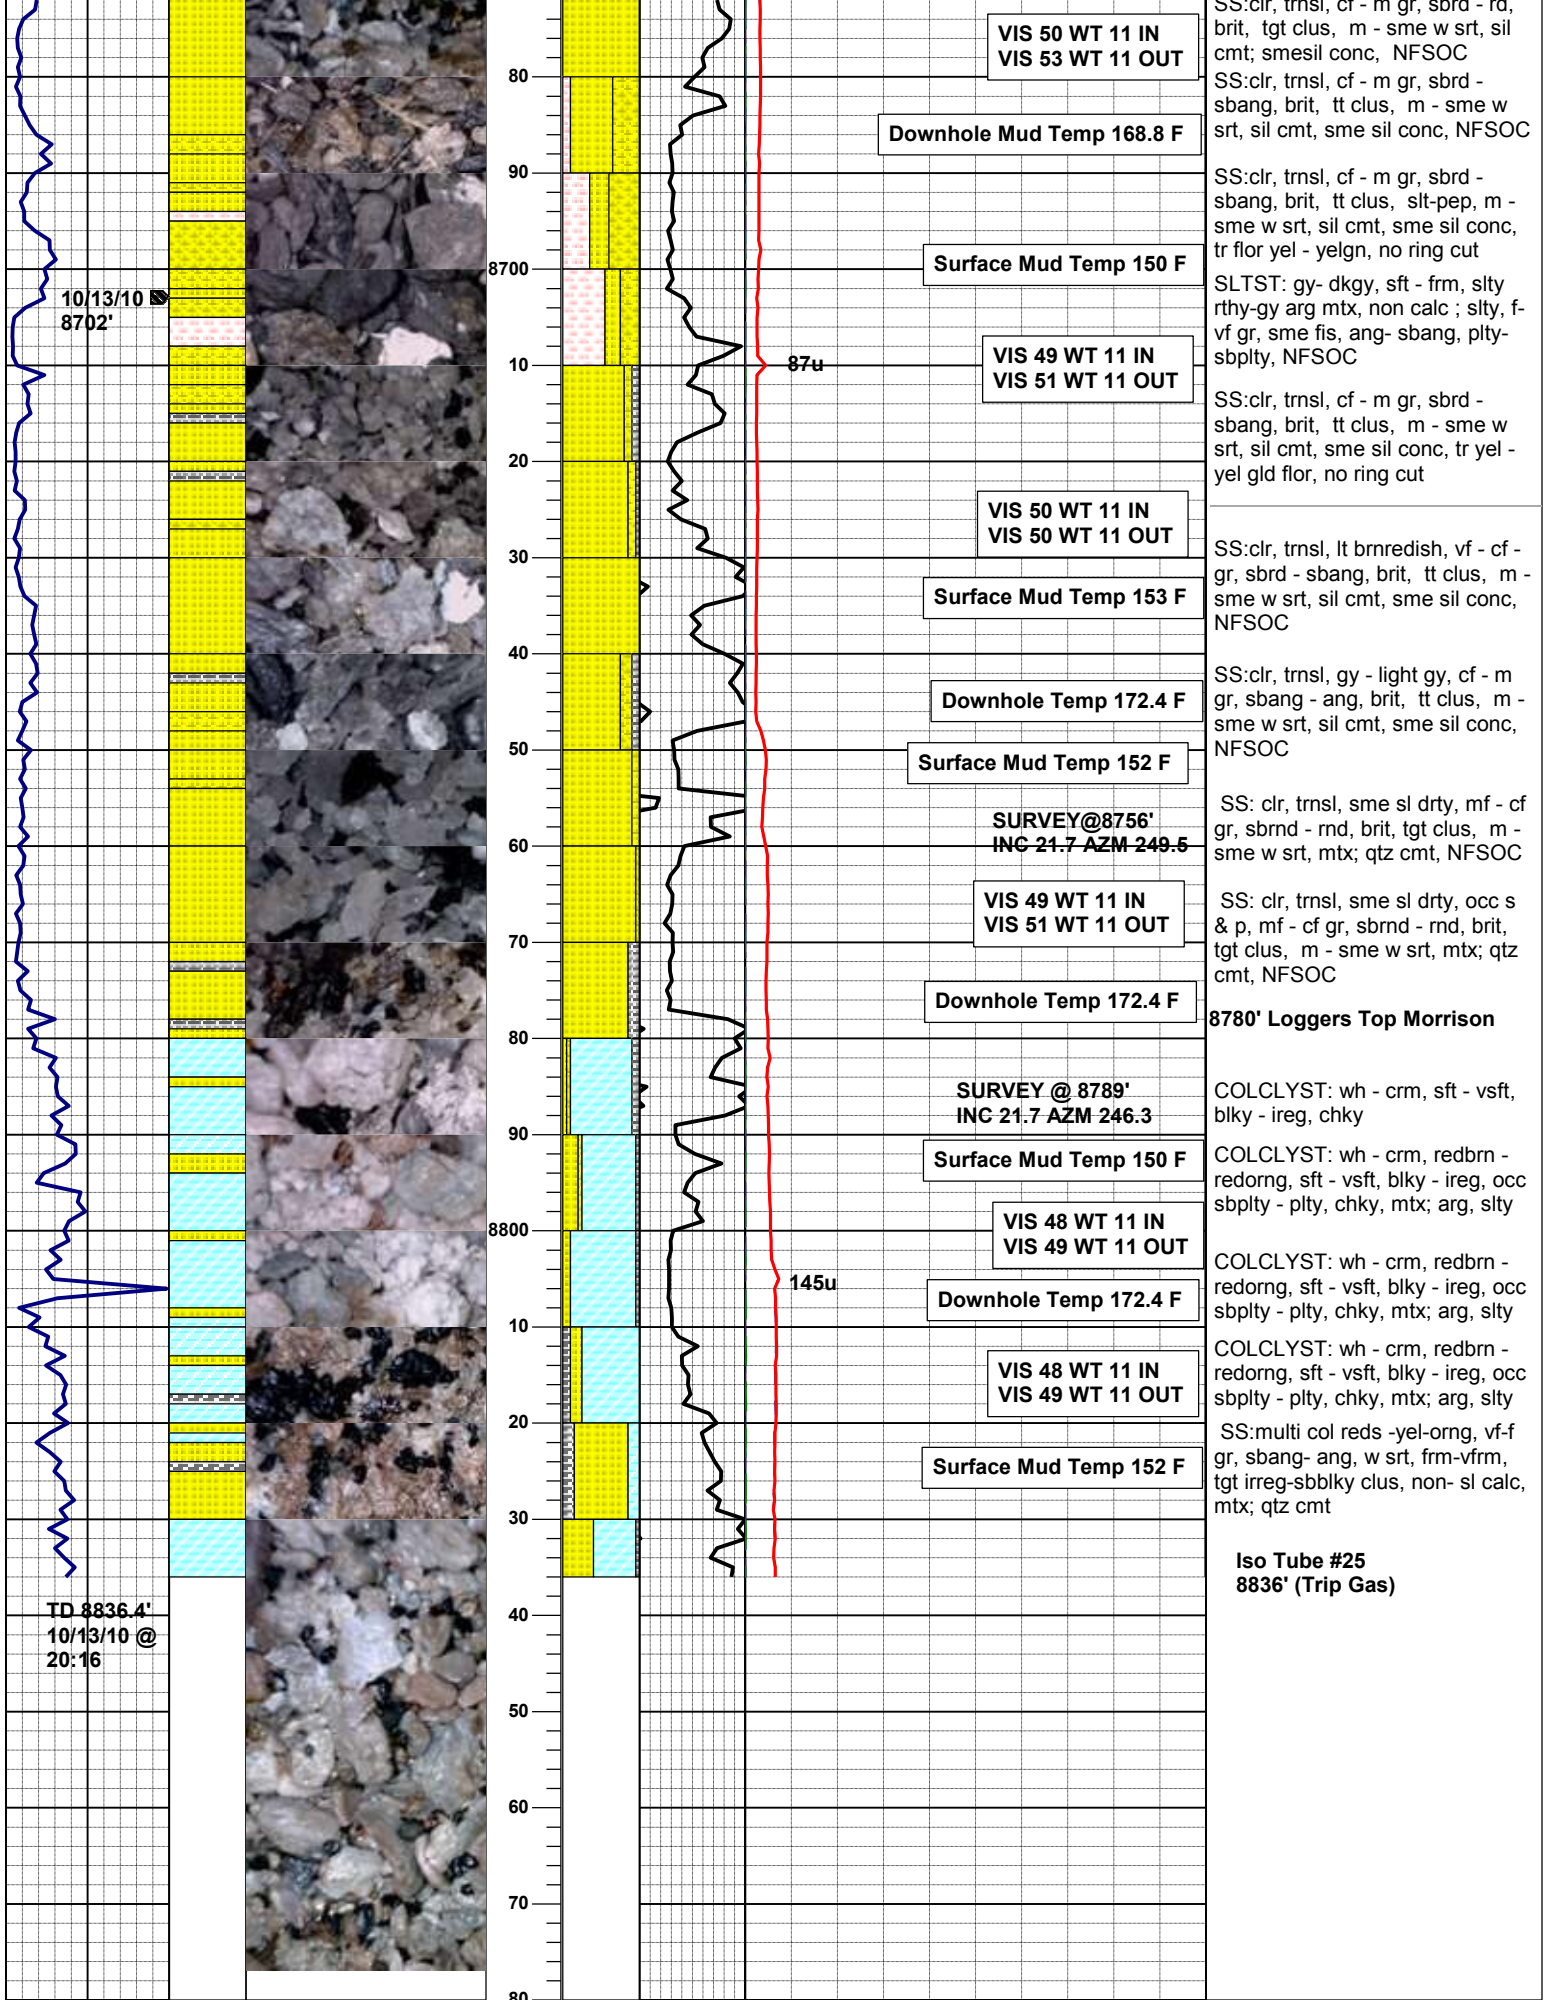 SS:clr, trnsl, cf - m gr, sbrd - rd,
brit, tgt clus, m - sme w srt, sil
cmt; smesil conc, NFSOC
VIS 50 WT 11 IN
VIS 53 WT 11 OUT
80
SS:clr, trnsl, cf - m gr, sbrd -
sbang, brit, tt clus, m - sme w
srt, sil cmt, sme sil conc, NFSOC
Downhole Mud Temp 168.8 F
90
SS:clr, trnsl, cf - m gr, sbrd -
sbang, brit, tt clus, slt-pep, m -
sme w srt, sil cmt, sme sil conc,
tr flor yel - yelgn, no ring cut
Surface Mud Temp 150 F
8700
10/13/10
8702'
SLTST: gy- dkgy, sft - frm, slty
rthy-gy arg mtx, non calc ; slty, f-
vf gr, sme fis, ang- sbang, plty-
sbplty, NFSOC
VIS 49 WT 11 IN
VIS 51 WT 11 OUT
10
87u
SS:clr, trnsl, cf - m gr, sbrd -
sbang, brit, tt clus, m - sme w
srt, sil cmt, sme sil conc, tr yel -
yel gld flor, no ring cut
20
VIS 50 WT 11 IN
VIS 50 WT 11 OUT
30
SS:clr, trnsl, lt brnredish, vf - cf -
gr, sbrd - sbang, brit, tt clus, m -
sme w srt, sil cmt, sme sil conc,
NFSOC
Surface Mud Temp 153 F
40
SS:clr, trnsl, gy - light gy, cf - m
gr, sbang - ang, brit, tt clus, m -
sme w srt, sil cmt, sme sil conc,
NFSOC
Downhole Temp 172.4 F
50
Surface Mud Temp 152 F
SS: clr, trnsl, sme sl drty, mf - cf
gr, sbrnd - rnd, brit, tgt clus, m -
sme w srt, mtx; qtz cmt, NFSOC
SURVEY@8756'
INC 21.7 AZM 249.5
60
SS: clr, trnsl, sme sl drty, occ s
& p, mf - cf gr, sbrnd - rnd, brit,
tgt clus, m - sme w srt, mtx; qtz
cmt, NFSOC
VIS 49 WT 11 IN
VIS 51 WT 11 OUT
70
Downhole Temp 172.4 F
8780' Loggers Top Morrison
80
SURVEY @ 8789'
INC 21.7 AZM 246.3
COLCLYST: wh - crm, sft - vsft,
blky - ireg, chky
90
COLCLYST: wh - crm, redbrn -
redorng, sft - vsft, blky - ireg, occ
sbplty - plty, chky, mtx; arg, slty
Surface Mud Temp 150 F
8800
VIS 48 WT 11 IN
VIS 49 WT 11 OUT
COLCLYST: wh - crm, redbrn -
redorng, sft - vsft, blky - ireg, occ
sbplty - plty, chky, mtx; arg, slty
145u
Downhole Temp 172.4 F
10
COLCLYST: wh - crm, redbrn -
redorng, sft - vsft, blky - ireg, occ
sbplty - plty, chky, mtx; arg, slty
VIS 48 WT 11 IN
VIS 49 WT 11 OUT
20
SS:multi col reds -yel-orng, vf-f
gr, sbang- ang, w srt, frm-vfrm,
tgt irreg-sbblky clus, non- sl calc,
mtx; qtz cmt
Surface Mud Temp 152 F
30
Iso Tube #25
8836' (Trip Gas)
TD 8836.4'
10/13/10 @
20:16
40
50
60
70
80